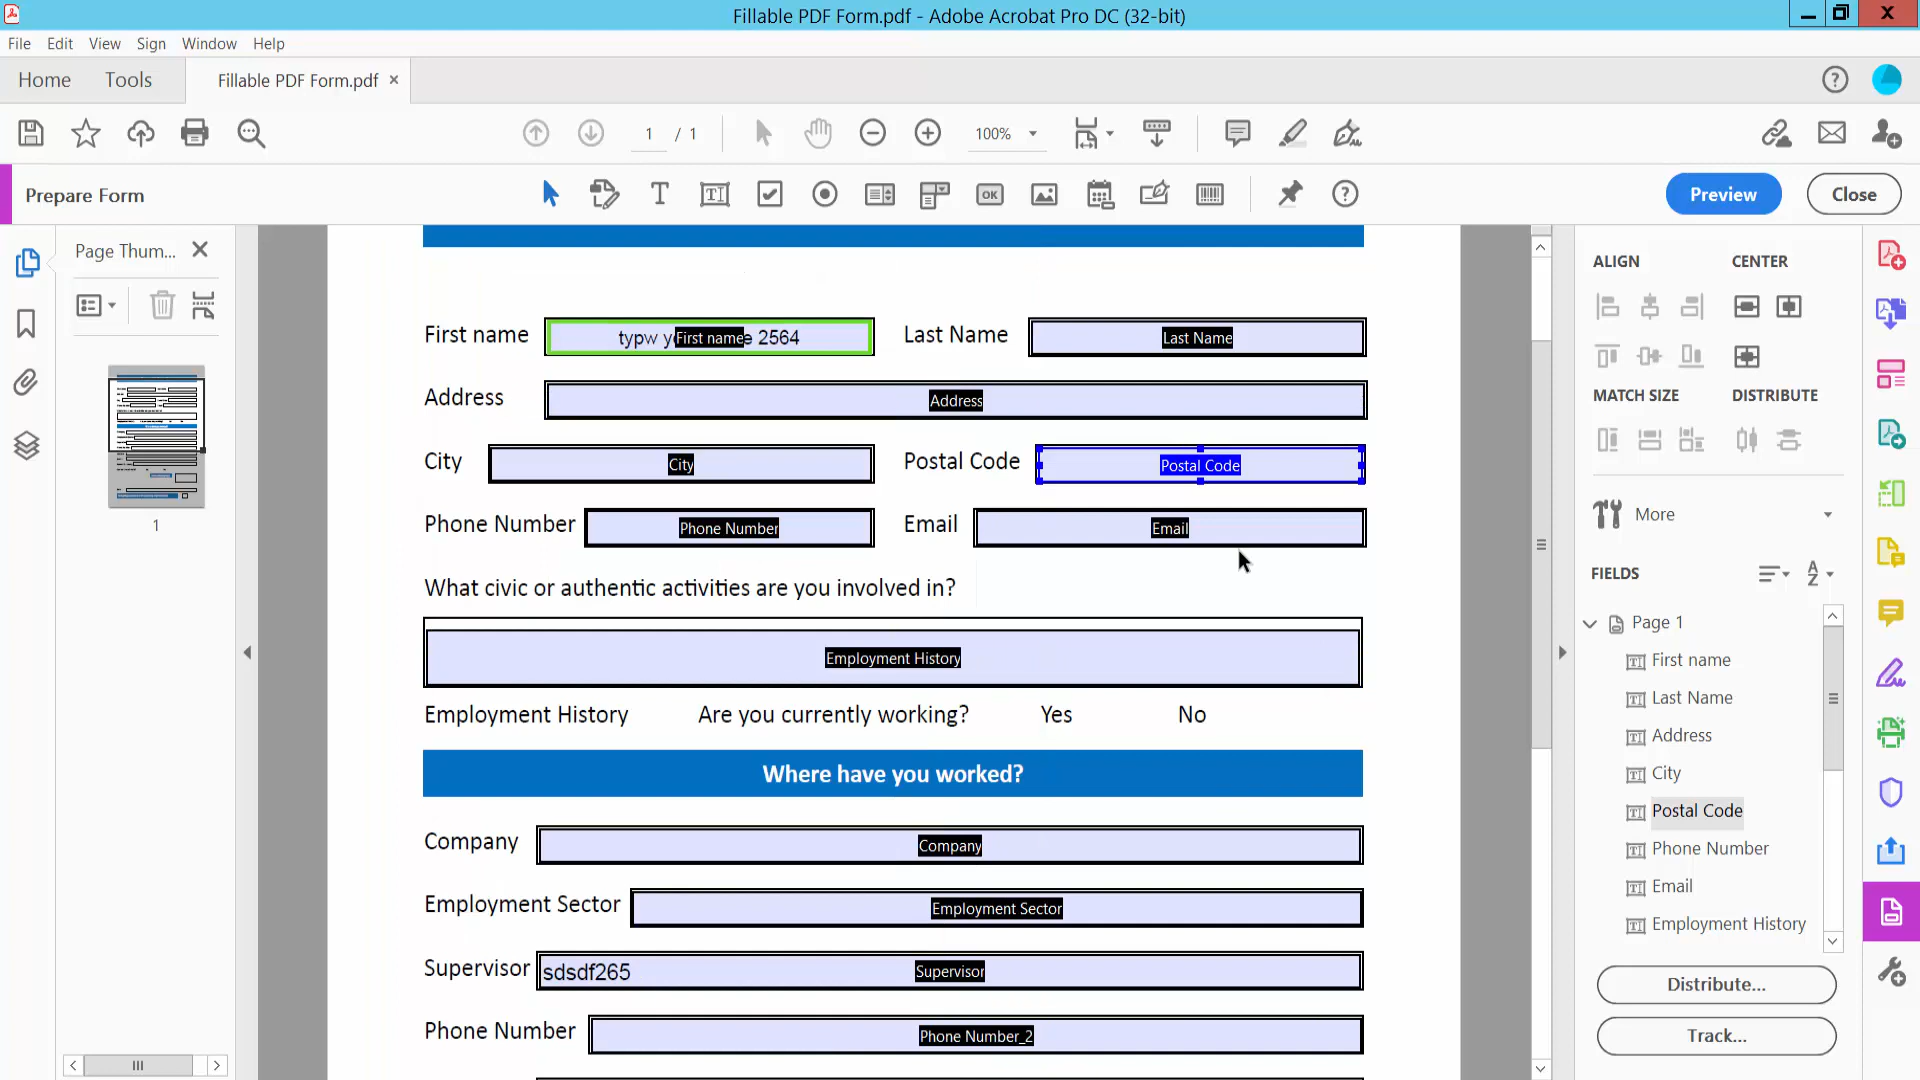 Fillable PDF Form.pdf - Adobe Acrobat Pro DC (32-bit)
File Edit View Sign Window Help
Home Tools Fillable PDF Form.pdf ×
1 / 1 100%
Prepare Form Preview Close
Page Thum...
1
First name typw y First name e 2564 Last Name Last Name
Address Address
City City Postal Code Postal Code
Phone Number Phone Number Email Email
What civic or authentic activities are you involved in?
Employment History
Employment History Are you currently working? Yes No
Where have you worked?
Company Company
Employment Sector Employment Sector
Supervisor sdsdf265 Supervisor
Phone Number Phone Number_2
ALIGN CENTER
MATCH SIZE DISTRIBUTE
More
FIELDS
Page 1
First name
Last Name
Address
City
Postal Code
Phone Number
Email
Employment History
Distribute...
Track...